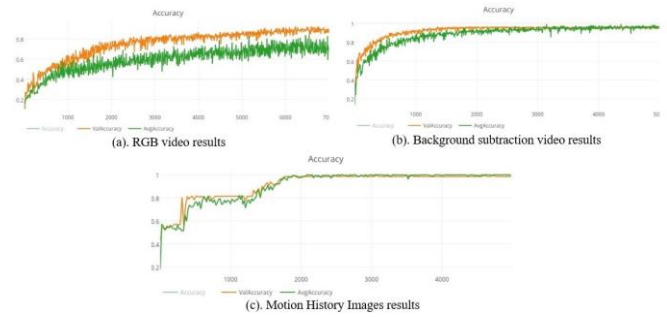 Accuracy
0.8
0.6
0.4
0.2
1000 2000 3000 4000 5000 6000
Accuracy ValAccuracy AvgAccuracy
(a). RGB video results
Accuracy
1
0.8
0.6
0.4
0.2
1000 2000 3000 4000
Accuracy ValAccuracy AvgAccuracy
(b). Background subtraction video results
Accuracy
1
0.8
0.6
0.4
0.2
1000 2000 3000 4000
Accuracy ValAccuracy AvgAccuracy
(c). Motion History Images results